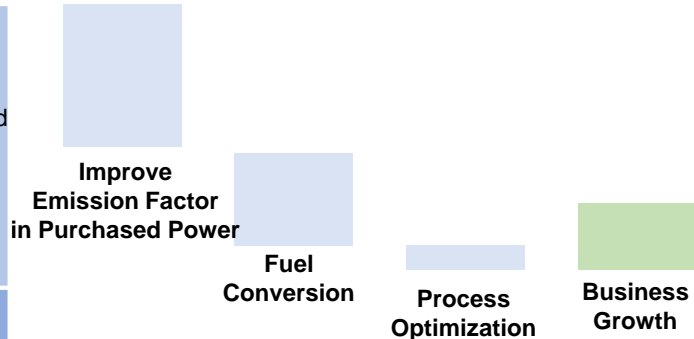 Improve
Emission Factor
in Purchased Power
Fuel
Conversion
Process
Optimization
Business
Growth